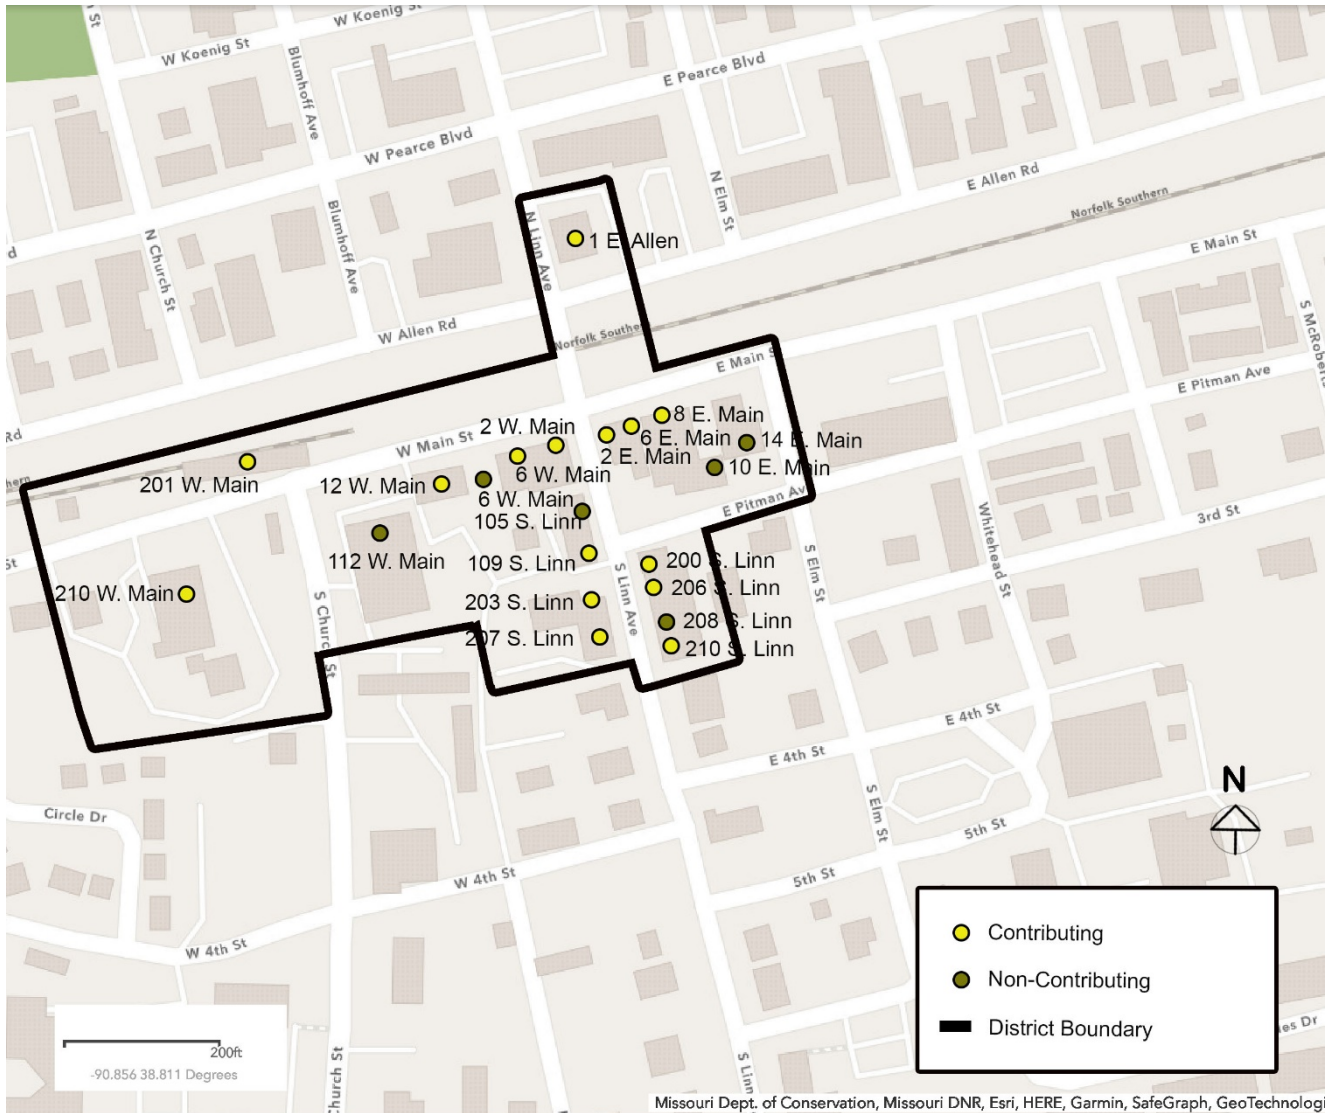 W Koenig St
W Koenig St
Blumhoff Ave
E Pearce Blvd
W Pearce Blvd
N Elm St
E Allen Rd
Norfolk Southern
E Main St
N Church St
Blumhoff Ave
N Linn Ave
1 E. Allen
W Allen Rd
Norfolk Southern
E Main St
S McRoberts
E Pitman Ave
W Main St
2 W. Main
8 E. Main
6 E. Main
14 E. Main
2 E. Main
10 E. Main
201 W. Main
12 W. Main
6 W. Main
6 W. Main
105 S. Linn
E Pitman Av
Whitehead St
3rd St
112 W. Main
109 S. Linn
200 S. Linn
S Elm St
206 S. Linn
210 W. Main
S Church St
203 S. Linn
S Linn Ave
208 S. Linn
207 S. Linn
210 S. Linn
E 4th St
E 4th St
N
Circle Dr
S Elm St
5th St
W 4th St
5th St
W 4th St
Contributing
Non-Contributing
District Boundary
200ft
-90.856 38.811 Degrees
Church St
S Linn
es Dr
Missouri Dept. of Conservation, Missouri DNR, Esri, HERE, Garmin, SafeGraph, GeoTechnologi